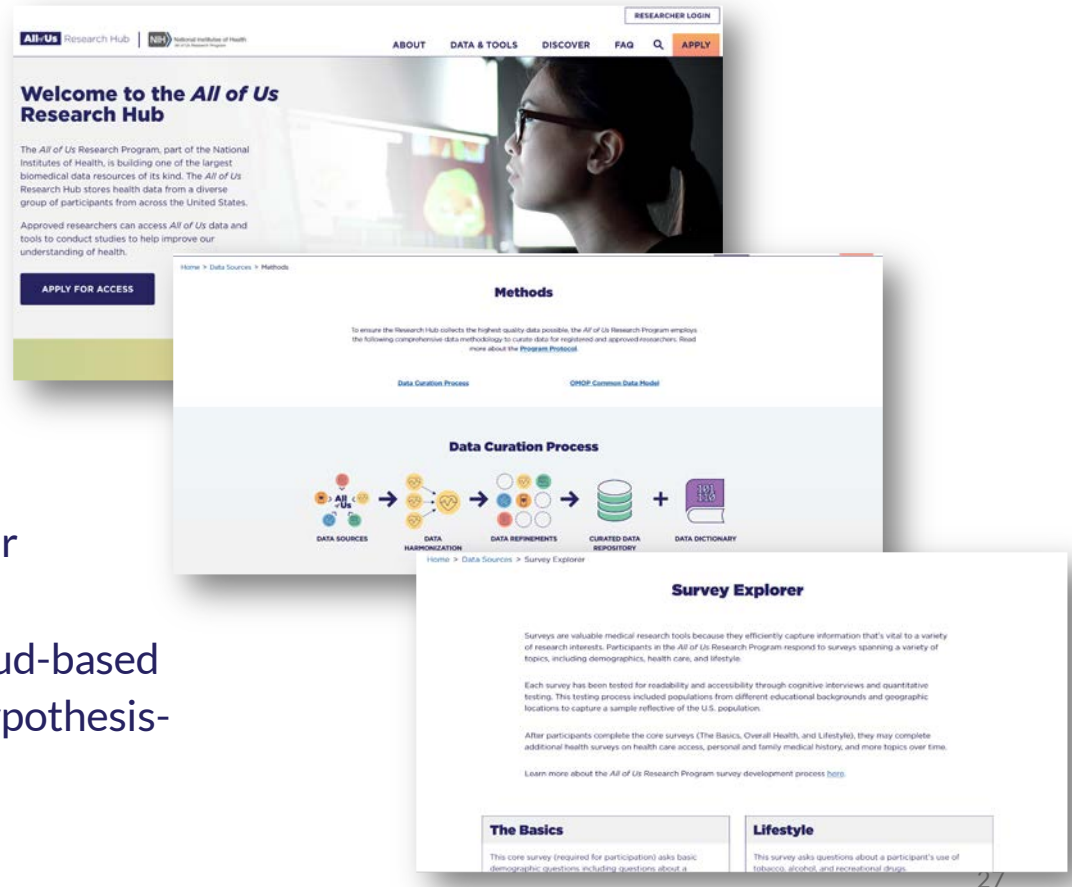 RESEARCHER LOGIN
All of Us Research Hub
NIH National Institutes of Health
All of Us Research Program
ABOUT DATA & TOOLS DISCOVER FAQ APPLY
Welcome to the All of Us
Research Hub
The All of Us Research Program, part of the National
Institutes of Health, is building one of the largest
biomedical data resources of its kind. The All of Us
Research Hub stores health data from a diverse
group of participants from across the United States.
Approved researchers can access All of Us data and
tools to conduct studies to help improve our
understanding of health.
APPLY FOR ACCESS
Home > Data Sources > Methods
Methods
To ensure the Research Hub collects the highest quality data possible, the All of Us Research Program employs
the following comprehensive data methodology to curate data for registered and approved researchers. Read
more about the Program Protocol.
Data Curation Process OMOP Common Data Model
Data Curation Process
All of Us
101
110
DATA SOURCES DATA HARMONIZATION DATA REFINEMENTS CURATED DATA REPOSITORY DATA DICTIONARY
r
ud-based
ypothesis-
Home > Data Sources > Survey Explorer
Survey Explorer
Surveys are valuable medical research tools because they efficiently capture information that's vital to a variety
of research interests. Participants in the All of Us Research Program respond to surveys spanning a variety of
topics, including demographics, health care, and lifestyle.
Each survey has been tested for readability and accessibility through cognitive interviews and quantitative
testing. This testing process included populations from different educational backgrounds and geographic
locations to capture a sample reflective of the U.S. population.
After participants complete the core surveys (The Basics, Overall Health, and Lifestyle), they may complete
additional health surveys on health care access, personal and family medical history, and more topics over time.
Learn more about the All of Us Research Program survey development process here.
The Basics
This core survey (required for participation) asks basic
demographic questions including questions about a
Lifestyle
This survey asks questions about a participant's use of
tobacco, alcohol, and recreational drugs.
27